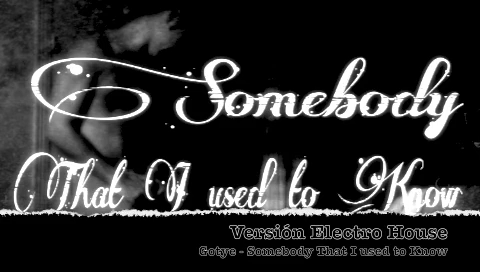 Somebody
That I used to Know
Versión Electro House
Gotye - Somebody That I used to Know